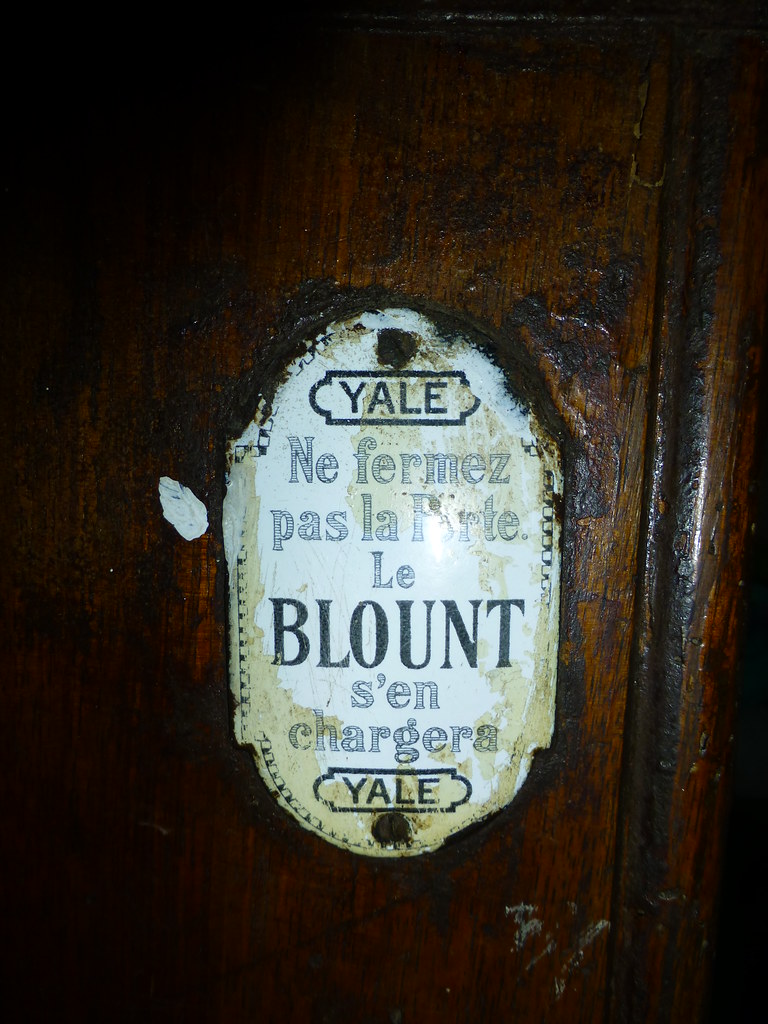 YALE
Ne fermez
pas la Porte.
Le
BLOUNT
s'en
chargera
YALE